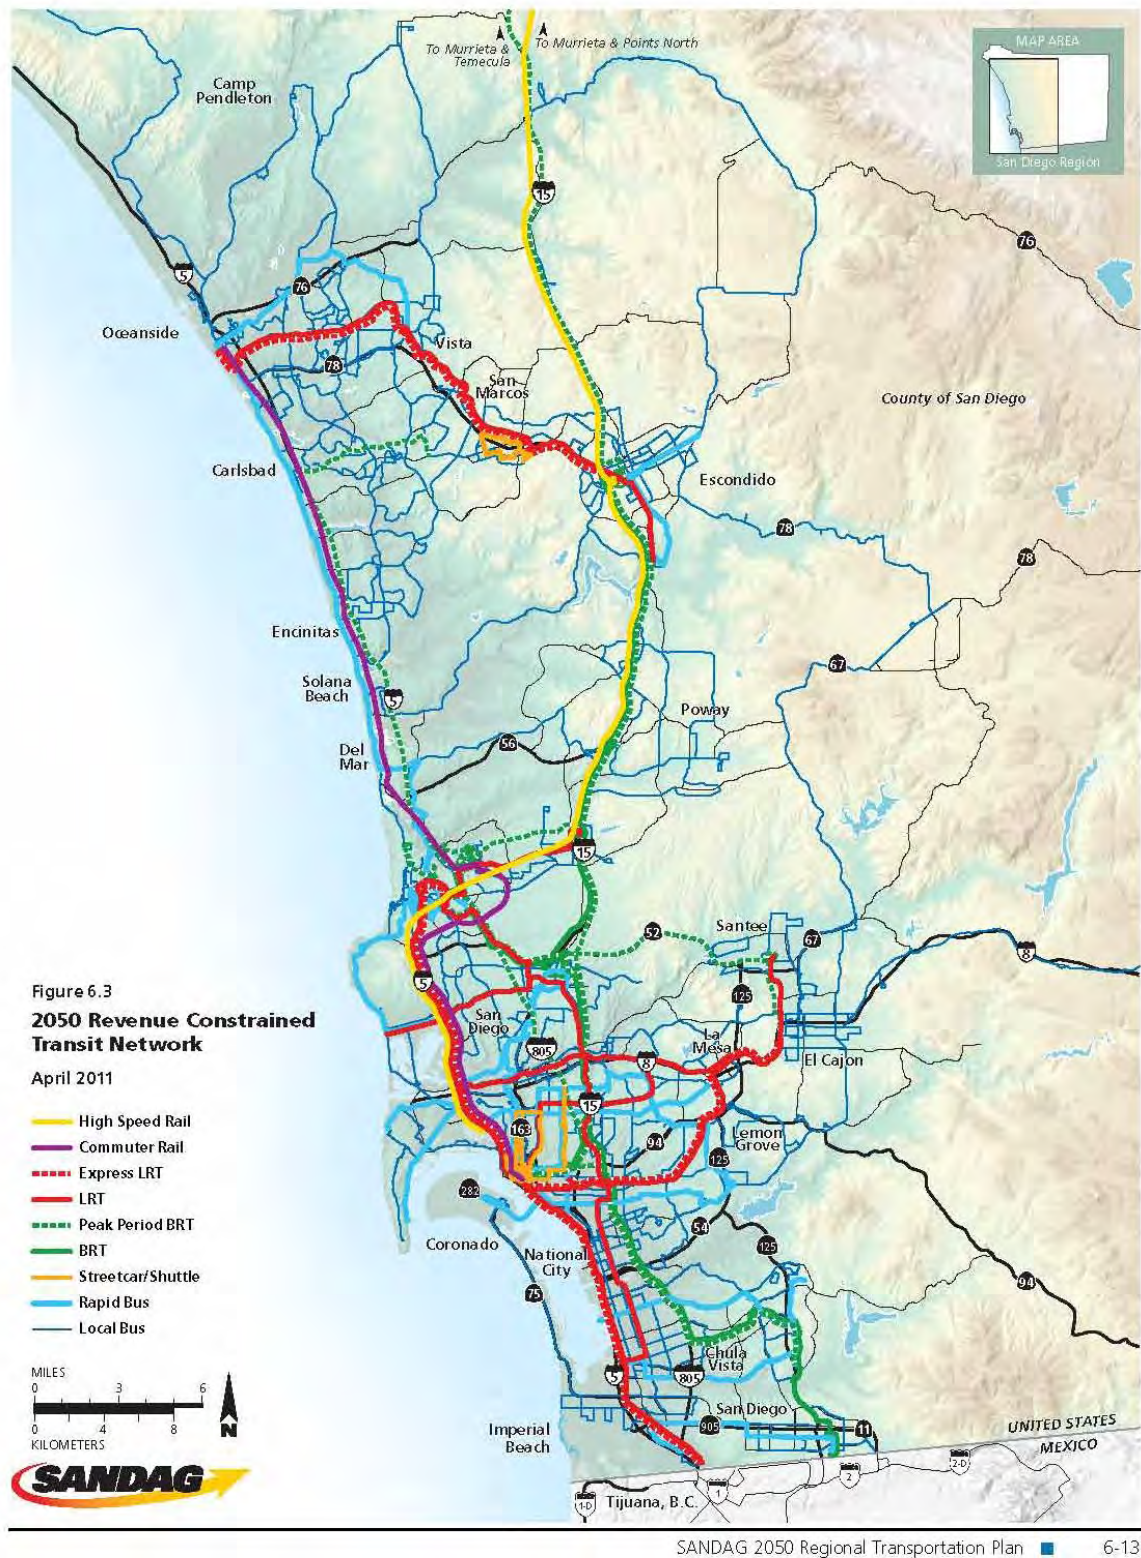 To Murrieta &
Temecula
To Murrieta & Points North
MAP AREA
San Diego Region
Camp
Pendleton
15
76
5
76
Oceanside
Vista
78
San
Marcos
County of San Diego
Carlsbad
Escondido
78
78
Encinitas
67
Solana
Beach
5
Poway
56
Del
Mar
15
Santee
52
67
8
5
125
Figure 6.3
2050 Revenue Constrained
Transit Network
April 2011
San
Diego
805
La
Mesa
8
El Cajon
15
163
94
Lemon
Grove
125
High Speed Rail
Commuter Rail
Express LRT
LRT
Peak Period BRT
BRT
Streetcar/Shuttle
Rapid Bus
Local Bus
282
Coronado
54
125
National
City
75
94
Chula
Vista
5
805
MILES
0 3 6
0 4 8
KILOMETERS
N
San Diego
905
11
Imperial
Beach
UNITED STATES
MEXICO
SANDAG
1-D
Tijuana, B.C.
1
2
2-D
SANDAG 2050 Regional Transportation Plan 6-13